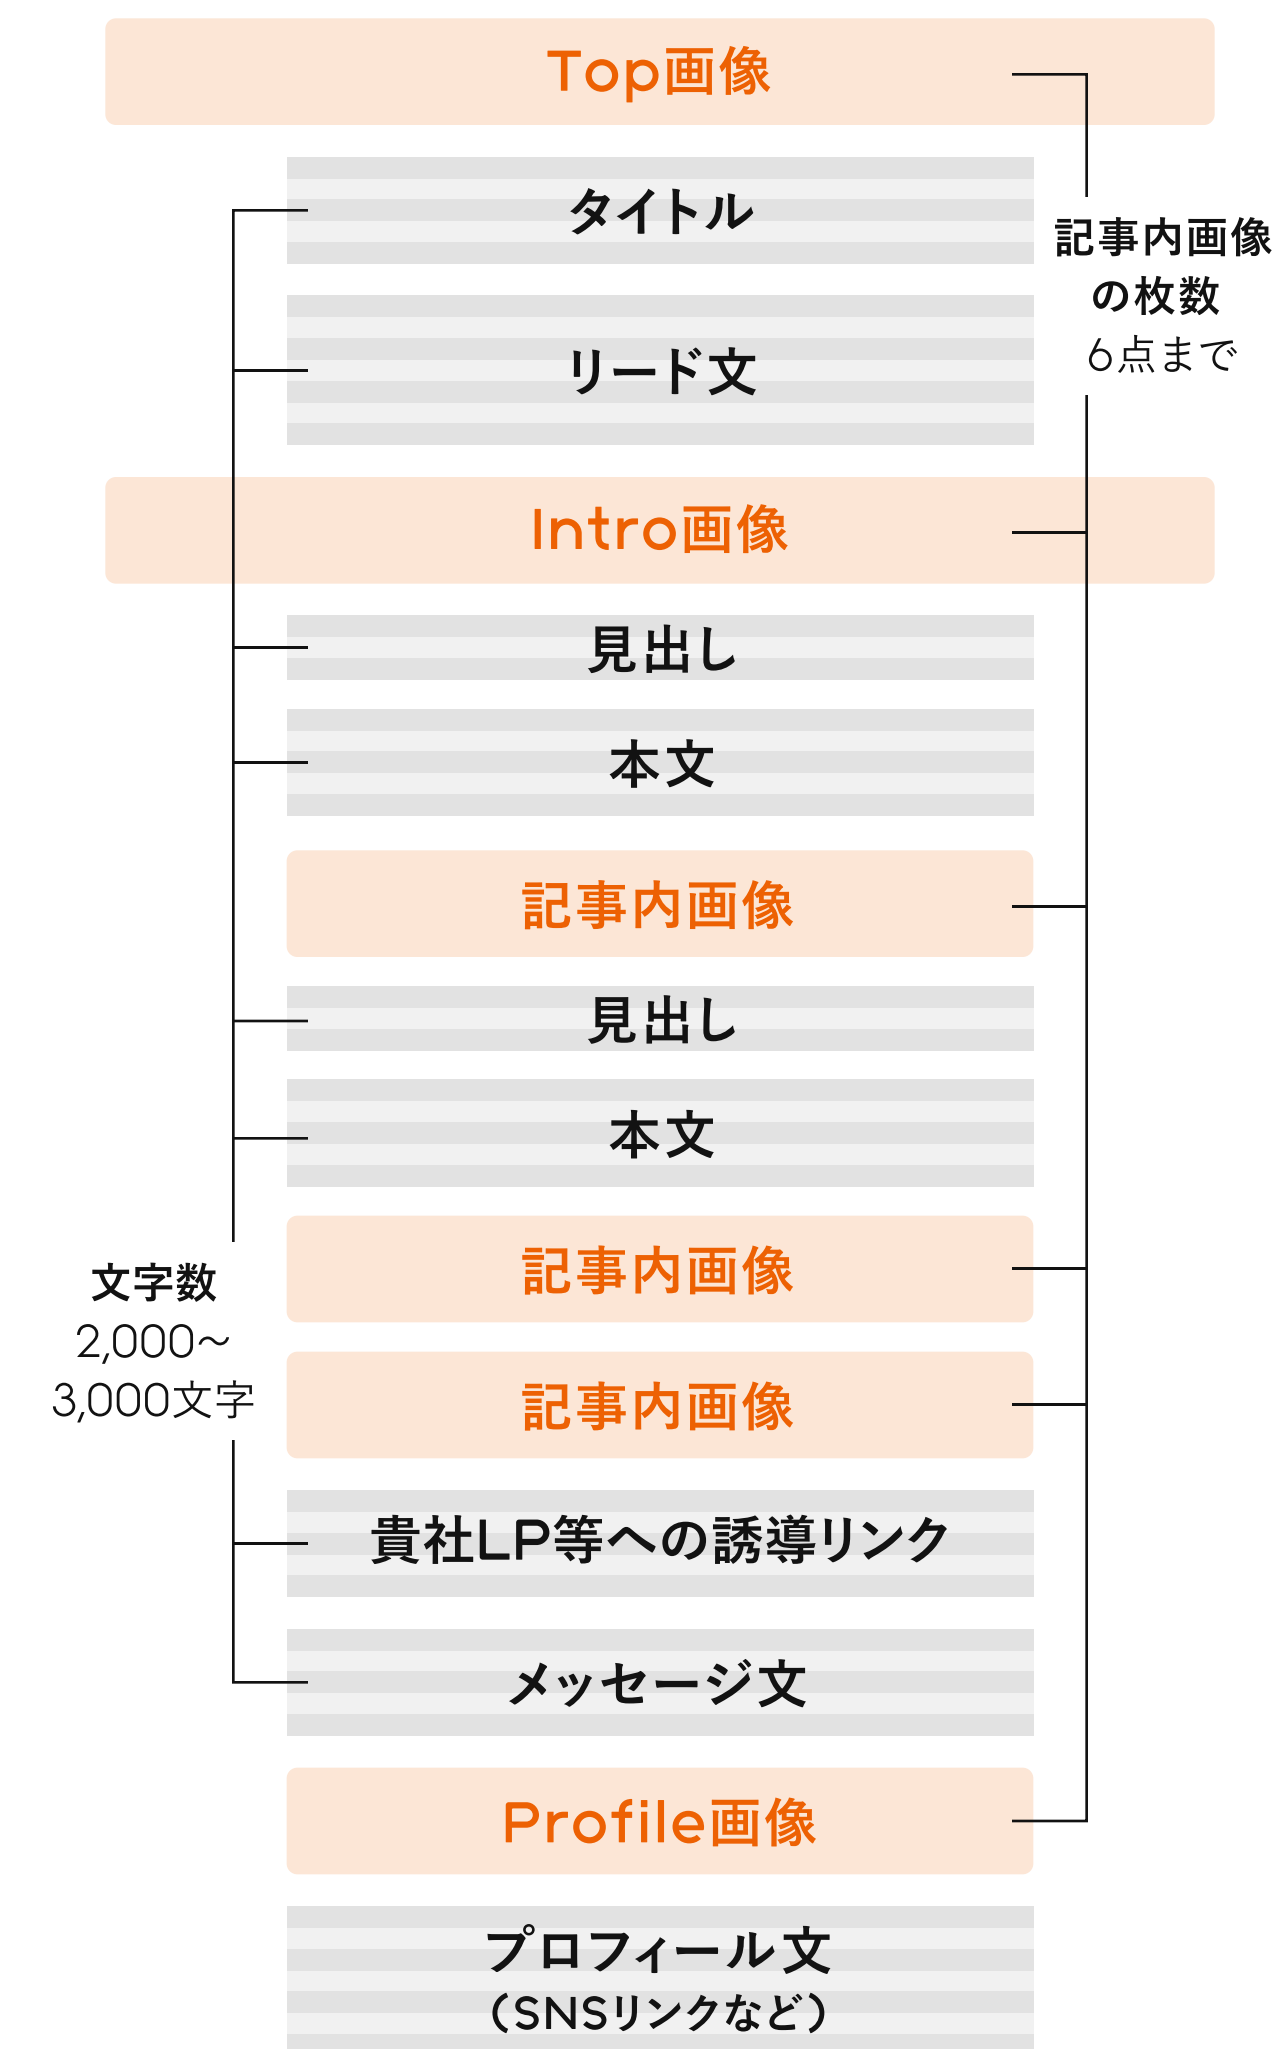 Top画像
タイトル
記事内画像
の枚数
6点まで
リード文
Intro画像
見出し
本文
記事内画像
見出し
本文
記事内画像
文字数
2,000〜
3,000文字
記事内画像
貴社LP等への誘導リンク
メッセージ文
Profile画像
プロフィール文
（SNSリンクなど）